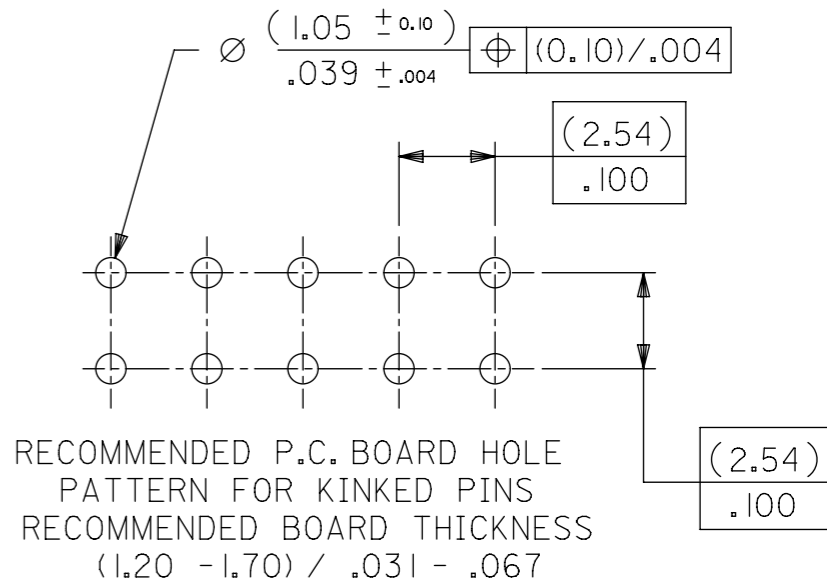 Ø (1.05 ± 0.10) ⌖ (0.10)/.004
.039 ± .004
(2.54)
.100
(2.54)
.100
RECOMMENDED P.C. BOARD HOLE
PATTERN FOR KINKED PINS
RECOMMENDED BOARD THICKNESS
(1.20 -1.70) / .031 - .067